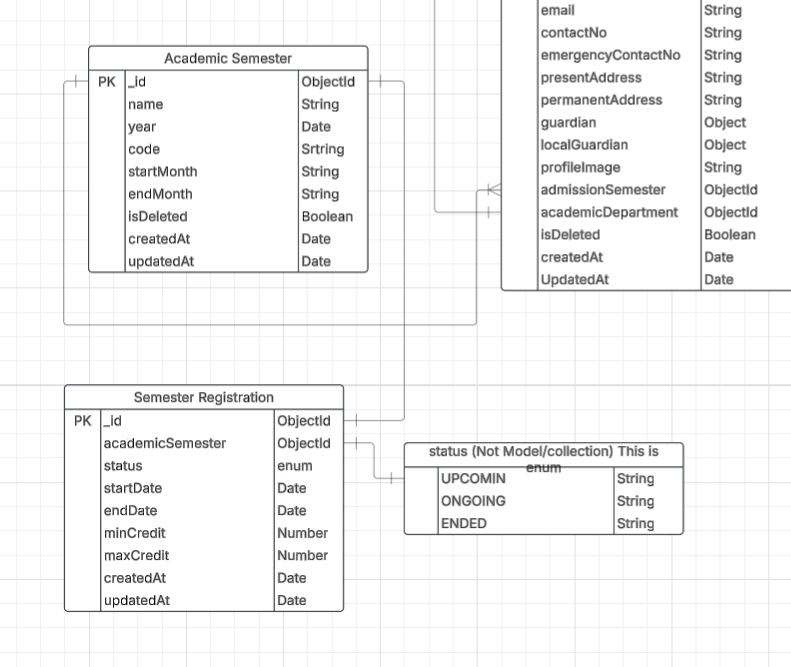 email String
contactNo String
emergencyContactNo String
presentAddress String
permanentAddress String
guardian Object
localGuardian Object
profileImage String
admissionSemester ObjectId
academicDepartment ObjectId
isDeleted Boolean
createdAt Date
UpdatedAt Date
Academic Semester
PK _id ObjectId
name String
year Date
code Srtring
startMonth String
endMonth String
isDeleted Boolean
createdAt Date
updatedAt Date
Semester Registration
PK _id ObjectId
academicSemester ObjectId
status enum
startDate Date
endDate Date
minCredit Number
maxCredit Number
createdAt Date
updatedAt Date
status (Not Model/collection) This is
enum
UPCOMIN String
ONGOING String
ENDED String